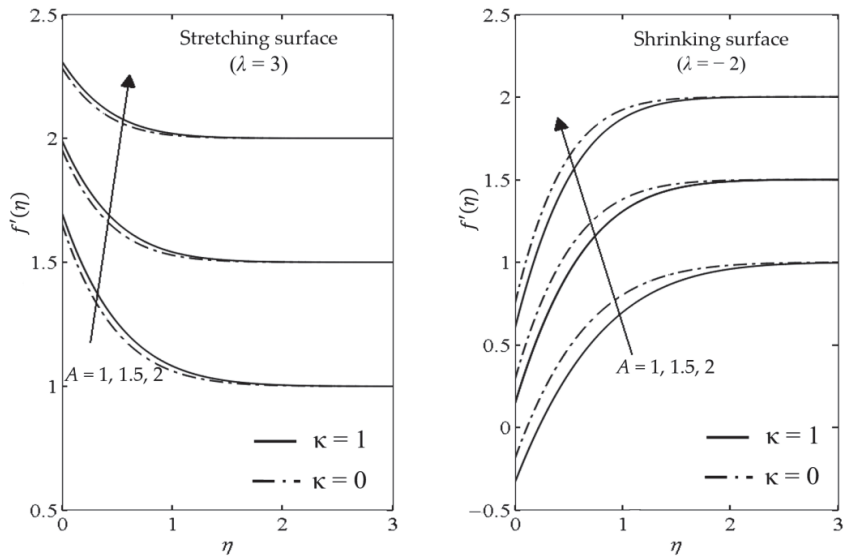 2.5
2
1.5
1
0.5
0
1
2
3
η
f′(η)
Stretching surface
(λ = 3)
A = 1, 1.5, 2
κ = 1
κ = 0
2.5
2
1.5
1
0.5
0
−0.5
0
1
2
3
η
f′(η)
Shrinking surface
(λ = − 2)
A = 1, 1.5, 2
κ = 1
κ = 0